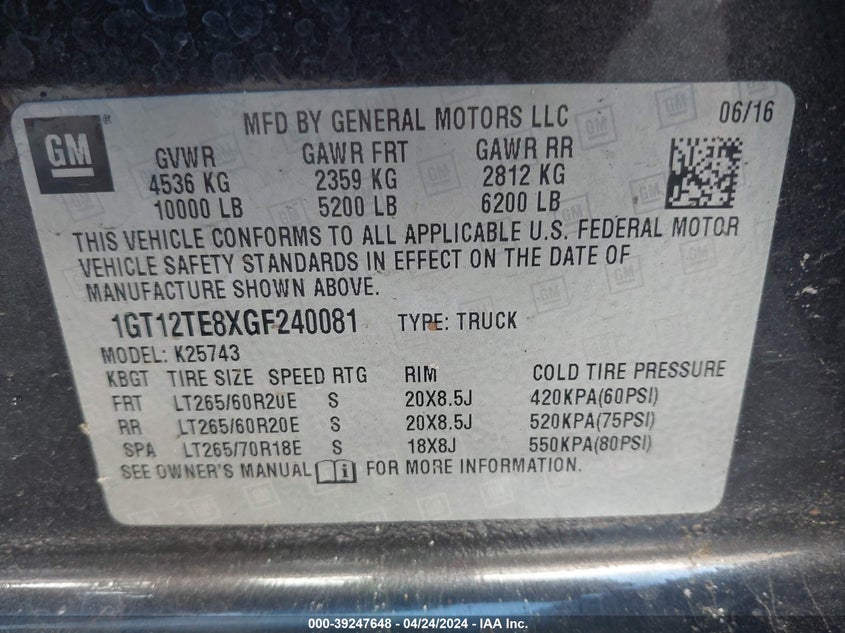 GM ®
MFD BY GENERAL MOTORS LLC 06/16
GVWR GAWR FRT GAWR RR
4536 KG 2359 KG 2812 KG
10000 LB 5200 LB 6200 LB
THIS VEHICLE CONFORMS TO ALL APPLICABLE U.S. FEDERAL MOTOR
VEHICLE SAFETY STANDARDS IN EFFECT ON THE DATE OF
MANUFACTURE SHOWN ABOVE.
1GT12TE8XGF240081 TYPE: TRUCK
MODEL: K25743
KBGT TIRE SIZE SPEED RTG RIM COLD TIRE PRESSURE
FRT LT265/60R20E S 20X8.5J 420KPA(60PSI)
RR LT265/60R20E S 20X8.5J 520KPA(75PSI)
SPA LT265/70R18E S 18X8J 550KPA(80PSI)
SEE OWNER'S MANUAL i FOR MORE INFORMATION.
000-39247648 - 04/24/2024 - IAA Inc.